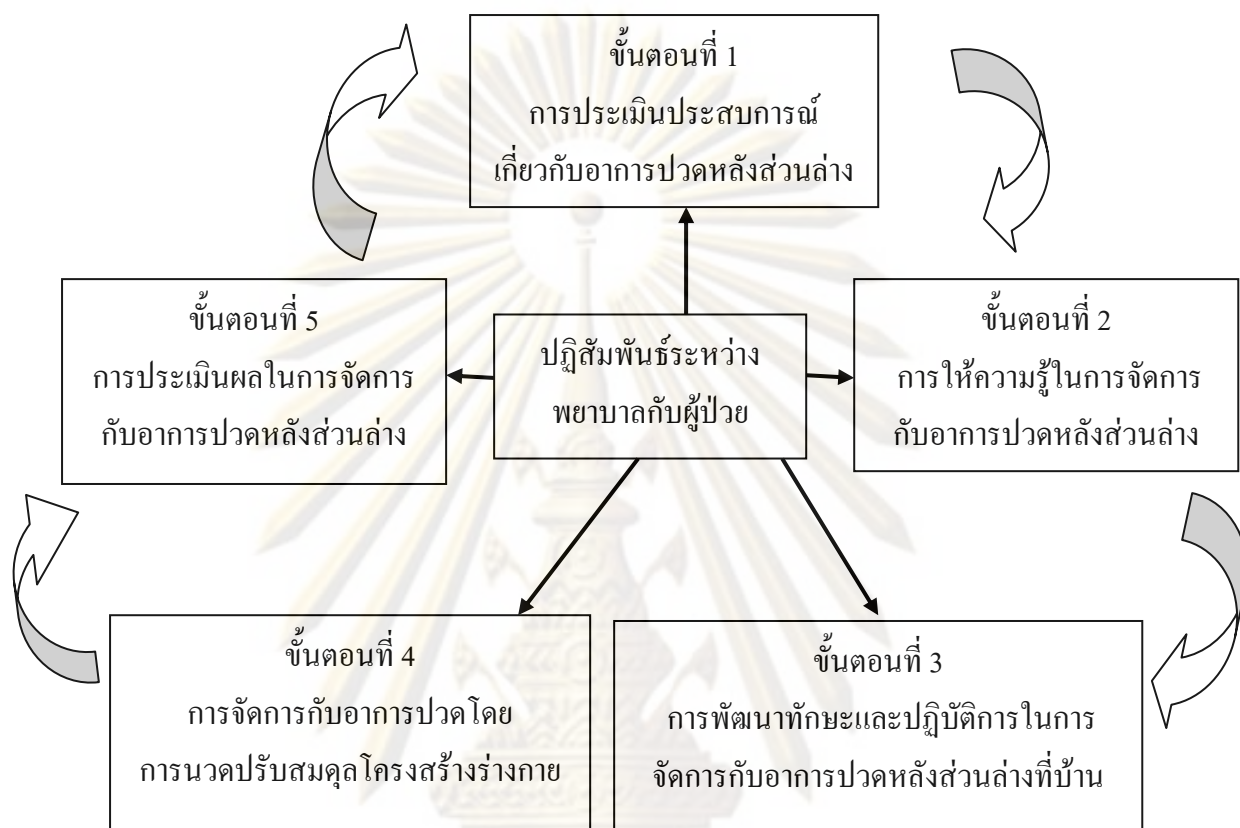 ขั้นตอนที่ 1
การประเมินประสบการณ์
เกี่ยวกับอาการปวดหลังส่วนล่าง
ขั้นตอนที่ 5
การประเมินผลในการจัดการ
กับอาการปวดหลังส่วนล่าง
ปฏิสัมพันธ์ระหว่าง
พยาบาลกับผู้ป่วย
ขั้นตอนที่ 2
การให้ความรู้ในการจัดการ
กับอาการปวดหลังส่วนล่าง
ขั้นตอนที่ 4
การจัดการกับอาการปวดโดย
การนวดปรับสมดุลโครงสร้างร่างกาย
ขั้นตอนที่ 3
การพัฒนาทักษะและปฏิบัติการในการ
จัดการกับอาการปวดหลังส่วนล่างที่บ้าน